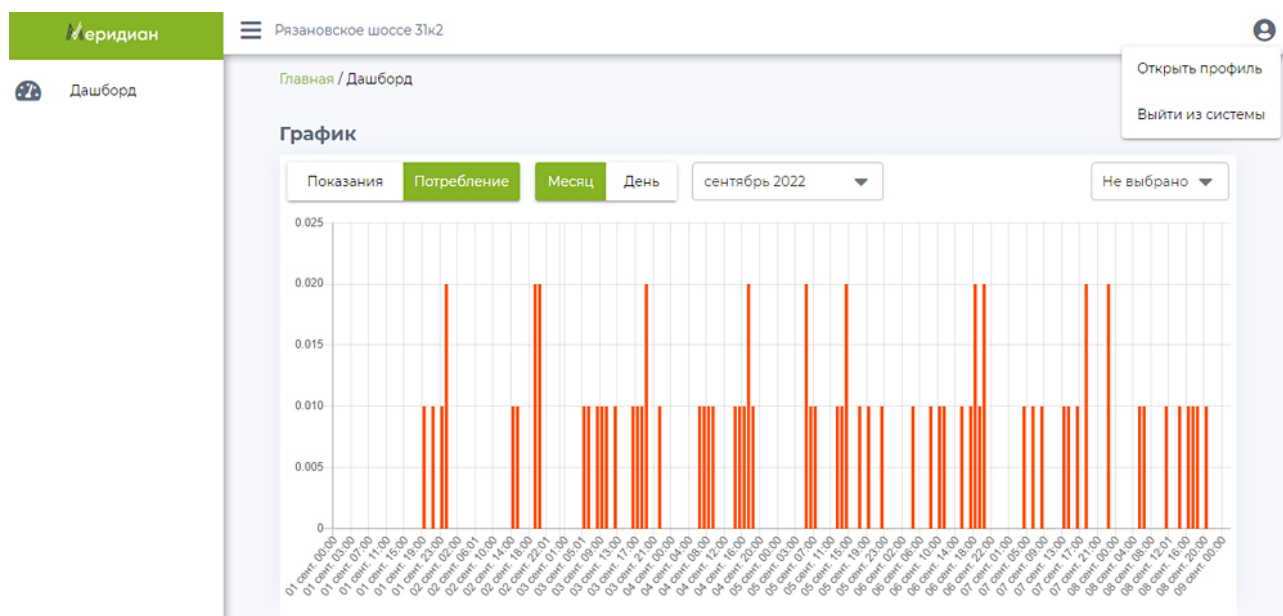 Меридиан
Рязановское шоссе 31к2
Открыть профиль
Выйти из системы
Дашборд
Главная / Дашборд
График
Показания Потребление Месяц День сентябрь 2022 Не выбрано
0.025
0.020
0.015
0.010
0.005
0
01 сент. 00:00
01 сент. 03:00
01 сент. 07:00
01 сент. 11:00
01 сент. 15:00
01 сент. 19:00
01 сент. 23:00
02 сент. 02:00
02 сент. 06:01
02 сент. 10:00
02 сент. 14:00
02 сент. 18:00
02 сент. 22:01
03 сент. 01:00
03 сент. 05:01
03 сент. 09:00
03 сент. 13:00
03 сент. 17:00
03 сент. 21:00
04 сент. 00:00
04 сент. 04:00
04 сент. 08:00
04 сент. 12:00
04 сент. 16:00
04 сент. 20:00
05 сент. 00:00
05 сент. 03:00
05 сент. 07:00
05 сент. 11:00
05 сент. 15:00
05 сент. 19:00
05 сент. 23:00
06 сент. 02:00
06 сент. 06:00
06 сент. 10:00
06 сент. 14:00
06 сент. 18:00
06 сент. 22:00
07 сент. 01:00
07 сент. 05:00
07 сент. 09:00
07 сент. 13:00
07 сент. 17:00
07 сент. 21:00
08 сент. 00:00
08 сент. 04:00
08 сент. 08:00
08 сент. 12:01
08 сент. 16:00
08 сент. 20:00
09 сент. 00:00